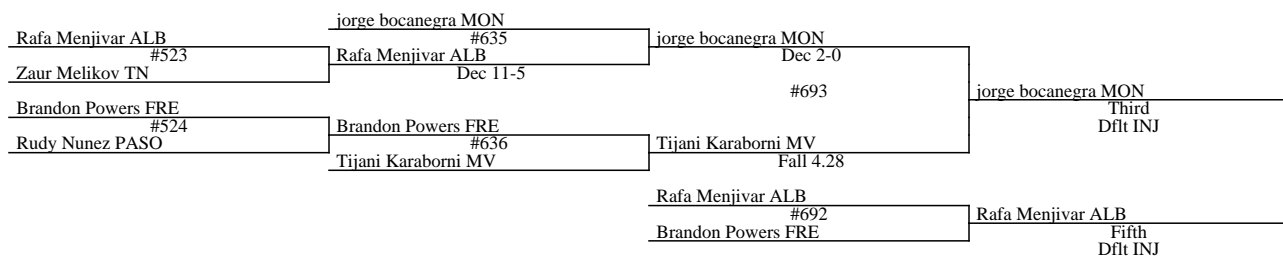 jorge bocanegra MON
Rafa Menjivar ALB
#635
jorge bocanegra MON
#523
Rafa Menjivar ALB
Dec 2-0
Zaur Melikov TN
Dec 11-5
#693
jorge bocanegra MON
Brandon Powers FRE
Third
#524
Brandon Powers FRE
Dflt INJ
Rudy Nunez PASO
#636
Tijani Karaborni MV
Tijani Karaborni MV
Fall 4.28
Rafa Menjivar ALB
#692
Rafa Menjivar ALB
Brandon Powers FRE
Fifth
Dflt INJ